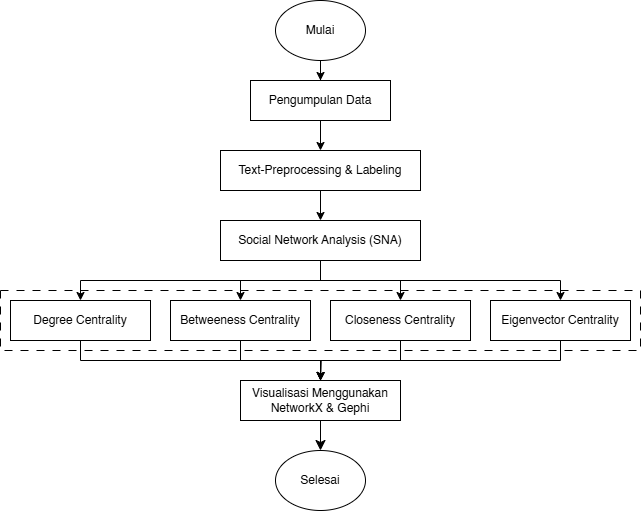 Mulai
Pengumpulan Data
Text-Preprocessing & Labeling
Social Network Analysis (SNA)
Degree Centrality
Betweeness Centrality
Closeness Centrality
Eigenvector Centrality
Visualisasi Menggunakan
NetworkX & Gephi
Selesai